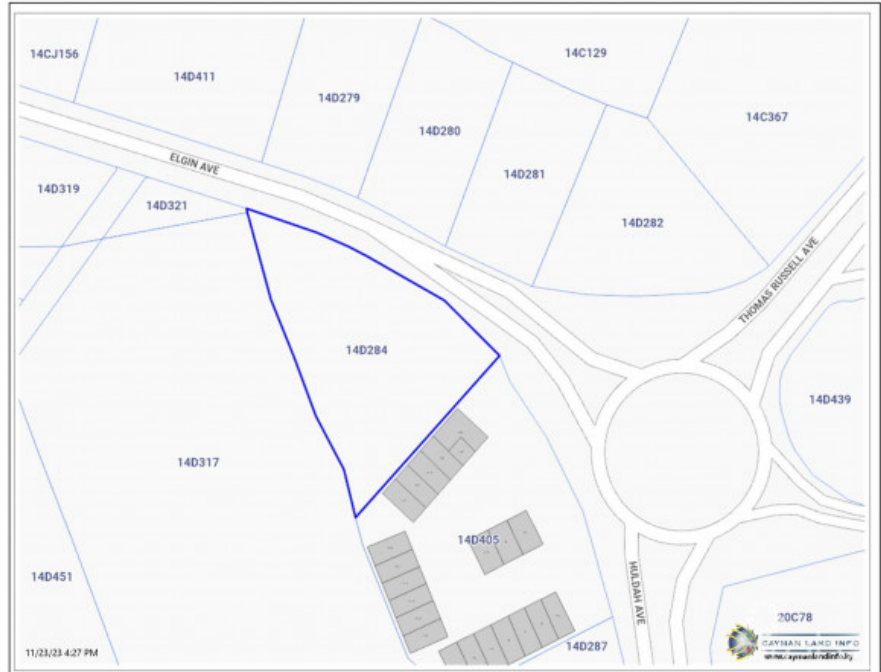 14CJ156
14D411
14C129
14D279
14C367
14D280
ELGIN AVE
14D281
14D319
14D321
14D282
THOMAS RUSSELL AVE
14D284
14D439
14D317
14D405
14D451
HULDAH AVE
20C78
14D287
CAYMAN LAND INFO
11/23/23 4:27 PM